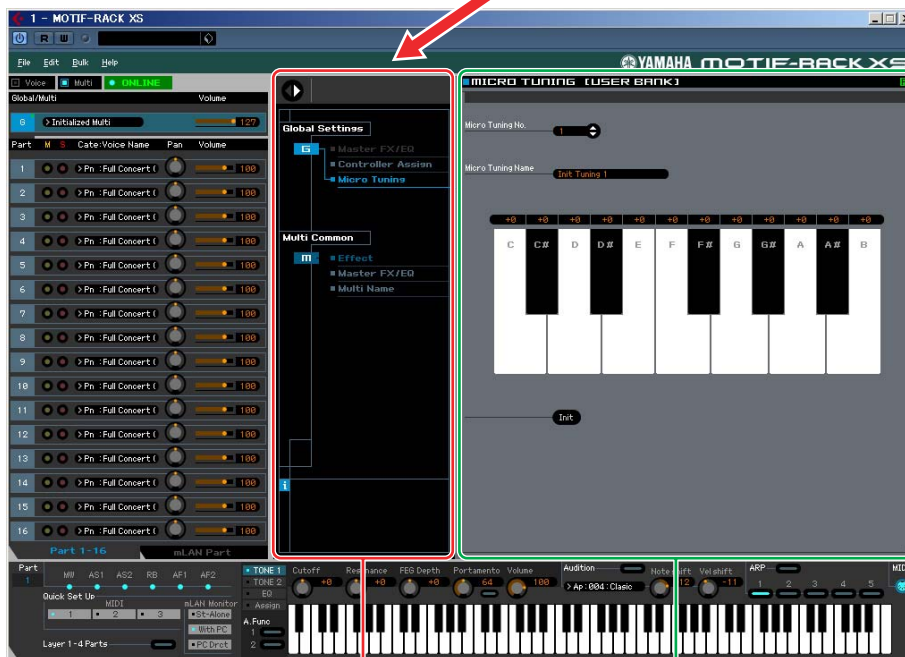 1 - MOTIF-RACK XS
R W
File Edit Bulk Help
YAMAHA MOTIF-RACK XS
Voice Multi ONLINE
Global/Multi Volume
G >Initialized Multi 127
Part M S Cate:Voice Name Pan Volume
1 >Pn :Full Concert ( 100
2 >Pn :Full Concert ( 100
3 >Pn :Full Concert ( 100
4 >Pn :Full Concert ( 100
5 >Pn :Full Concert ( 100
6 >Pn :Full Concert ( 100
7 >Pn :Full Concert ( 100
8 >Pn :Full Concert ( 100
9 >Pn :Full Concert ( 100
10 >Pn :Full Concert ( 100
11 >Pn :Full Concert ( 100
12 >Pn :Full Concert ( 100
13 >Pn :Full Concert ( 100
14 >Pn :Full Concert ( 100
15 >Pn :Full Concert ( 100
16 >Pn :Full Concert ( 100
Part 1-16 mLAN Part
Global Settings
G Master FX/EQ
Controller Assign
Micro Tuning
Multi Common
m Effect
Master FX/EQ
Multi Name
i
MICRO TUNING (USER BANK)
Micro Tuning No. 1
Micro Tuning Name Init Tuning 1
+0 +0 +0 +0 +0 +0 +0 +0 +0 +0 +0 +0
C C# D D# E F F# G G# A A# B
Init
Part
1
MW AS1 AS2 RB AF1 AF2
Quick Set Up
MIDI mLAN Monitor
1 2 3 St-Alone
With PC
Layer 1-4 Parts PC Drct
TONE 1
TONE 2
EQ
Assign
A.Func
1
2
Cutoff Resonance FEG Depth Portamento Volume
+0 +0 +0 64 100
Audition
>Ap:004:Clasic
Note shift Vel shift
12 -11
ARP
1 2 3 4 5
MID